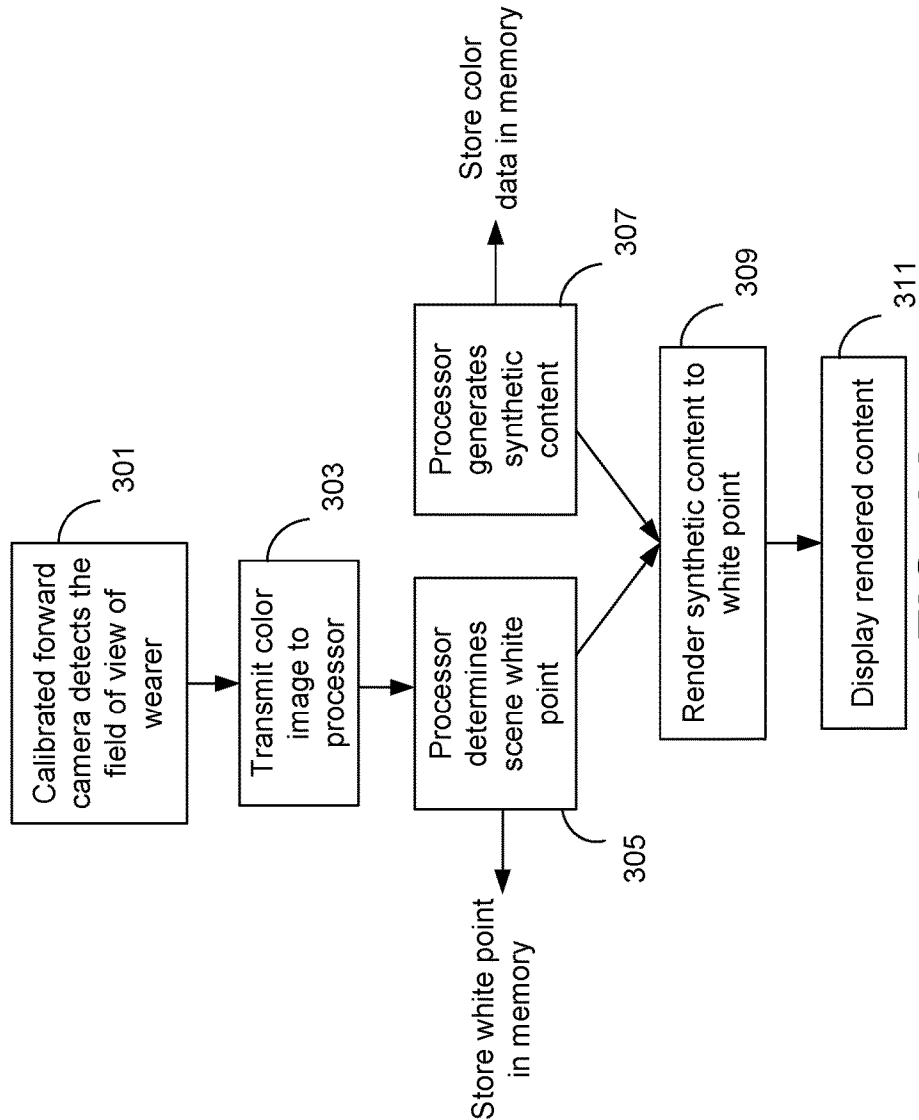 Calibrated forward
camera detects the
field of view of
wearer
301
Transmit color
image to
processor
303
Processor
determines
scene white
point
305
Store white point
in memory
Processor
generates
synthetic
content
307
Store color
data in memory
Render synthetic content to
white point
309
Display rendered content
311